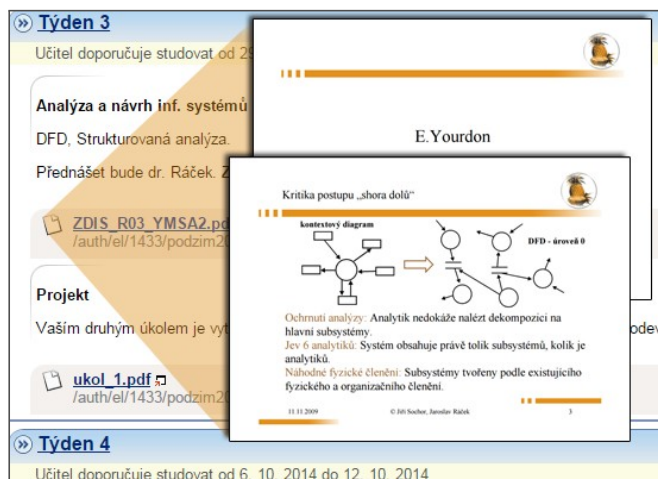 Týden 3
Učitel doporučuje studovat od 29
Analýza a návrh inf. systémů
DFD, Strukturovaná analýza.
Přednášet bude dr. Ráček. Z
ZDIS_R03_YMSA2.pd
/auth/el/1433/podzim20
Projekt
Vaším druhým úkolem je vyt
odev
ukol_1.pdf
/auth/el/1433/podzim20
Týden 4
Učitel doporučuje studovat od 6. 10. 2014 do 12. 10. 2014
E.Yourdon
Kritika postupu „shora dolů“
kontextový diagram
DFD - úroveň 0
Ochrnutí analýzy: Analytik nedokáže nalézt dekompozici na
hlavní subsystémy.
Jev 6 analytiků: Systém obsahuje právě tolik subsystémů, kolik je
analytiků.
Náhodné fyzické členění: Subsystémy tvořeny podle existujícího
fyzického a organizačního členění.
11.11.2009
© Jiří Sochor, Jaroslav Ráček
3